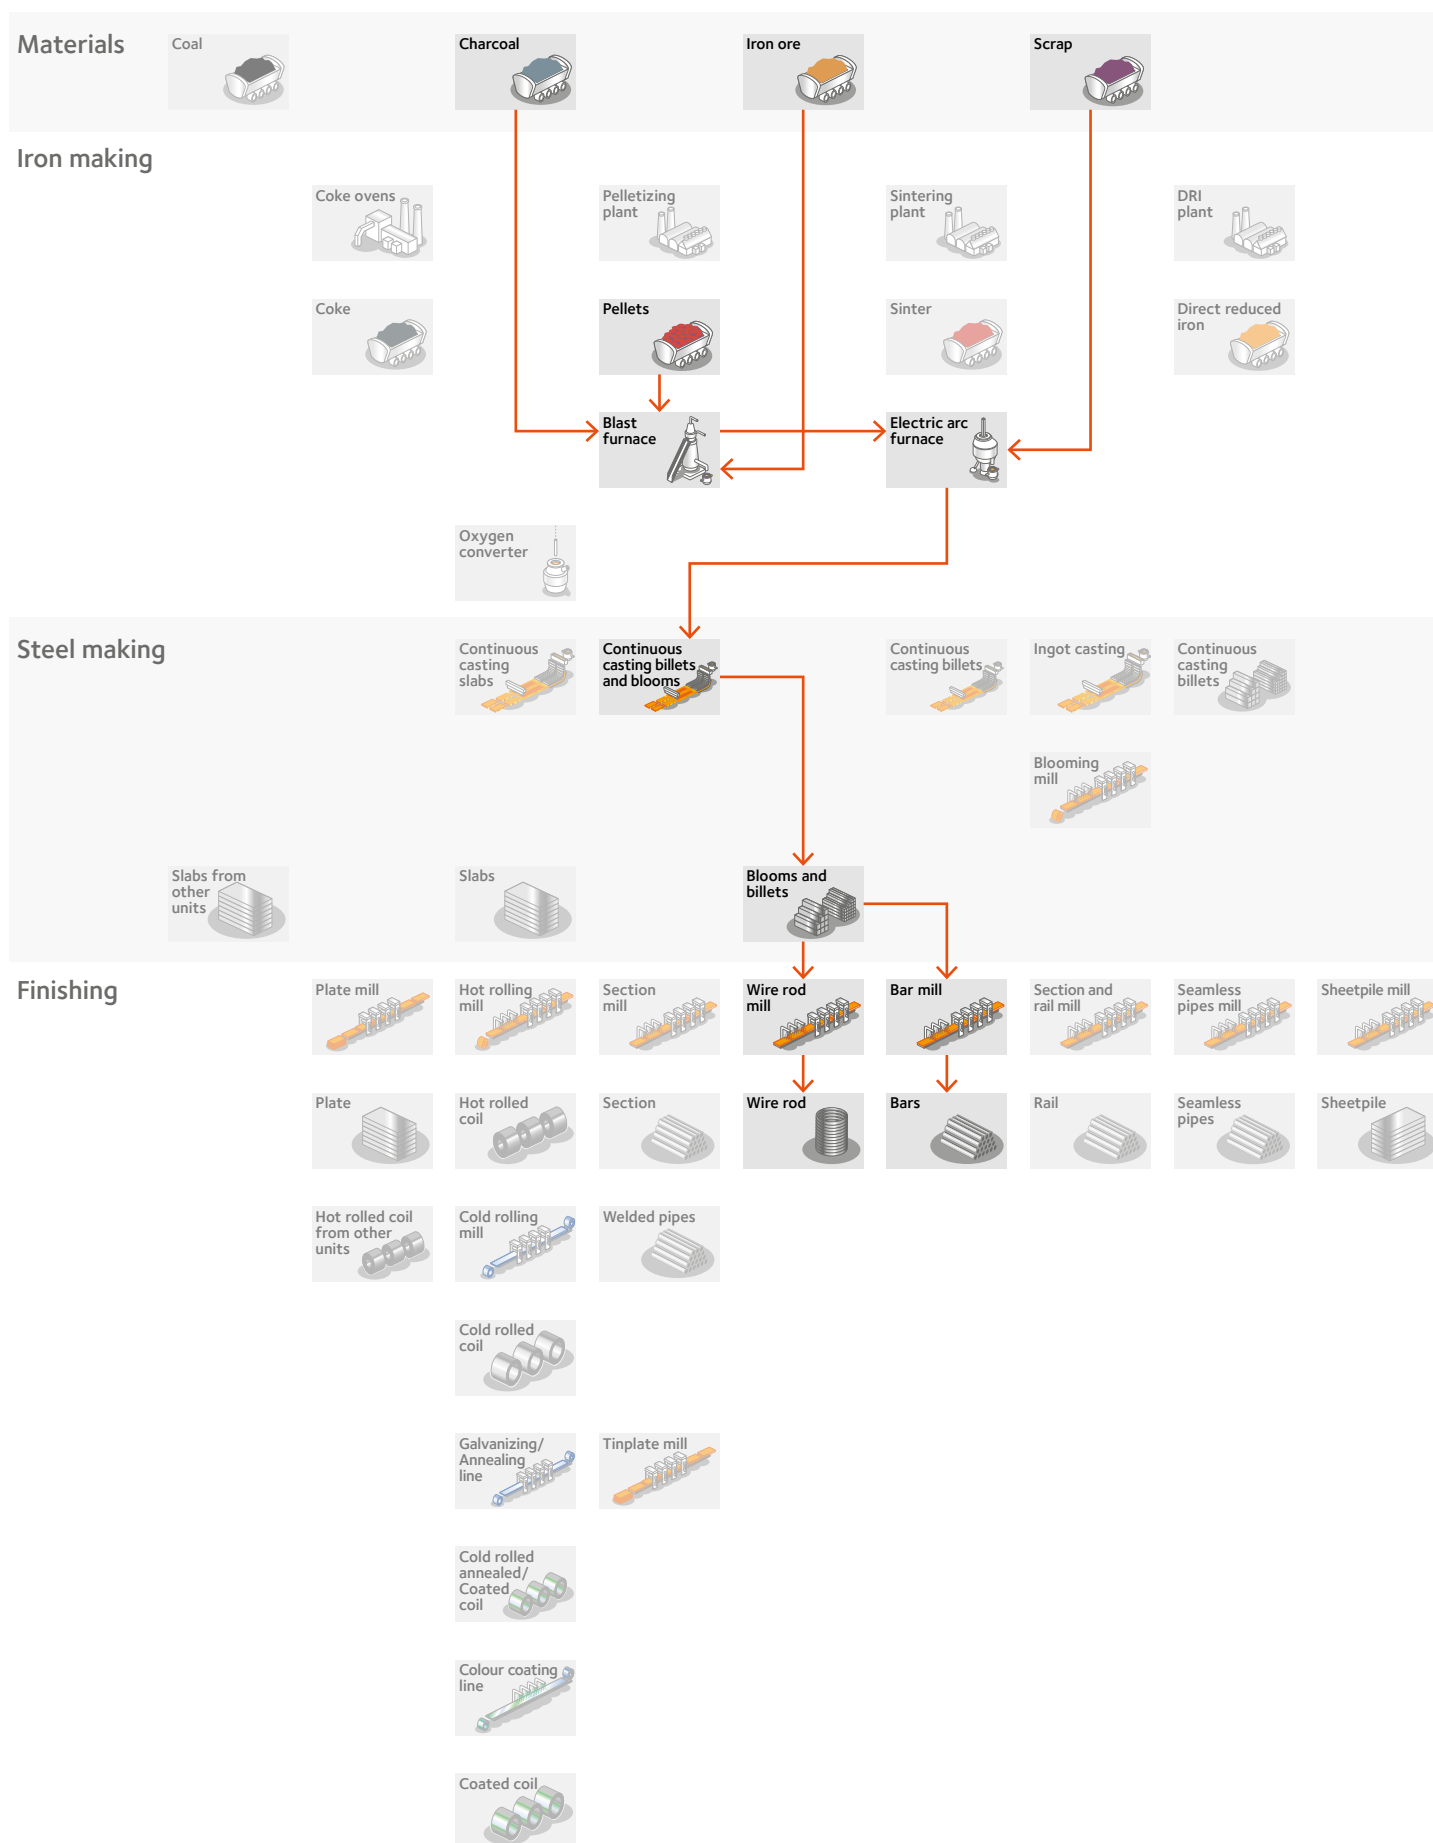 Materials
Coal
Charcoal
Iron ore
Scrap
Iron making
Coke ovens
Pelletizing
plant
Sintering
plant
DRI
plant
Coke
Pellets
Sinter
Direct reduced
iron
Blast
furnace
Electric arc
furnace
Oxygen
converter
Steel making
Continuous
casting
slabs
Continuous
casting billets
and blooms
Continuous
casting billets
Ingot casting
Continuous
casting
billets
Blooming
mill
Slabs from
other
units
Slabs
Blooms and
billets
Finishing
Plate mill
Hot rolling
mill
Section
mill
Wire rod
mill
Bar mill
Section and
rail mill
Seamless
pipes mill
Sheetpile mill
Plate
Hot rolled
coil
Section
Wire rod
Bars
Rail
Seamless
pipes
Sheetpile
Hot rolled coil
from other
units
Cold rolling
mill
Welded pipes
Cold rolled
coil
Galvanizing/
Annealing
line
Tinplate mill
Cold rolled
annealed/
Coated
coil
Colour coating
line
Coated coil